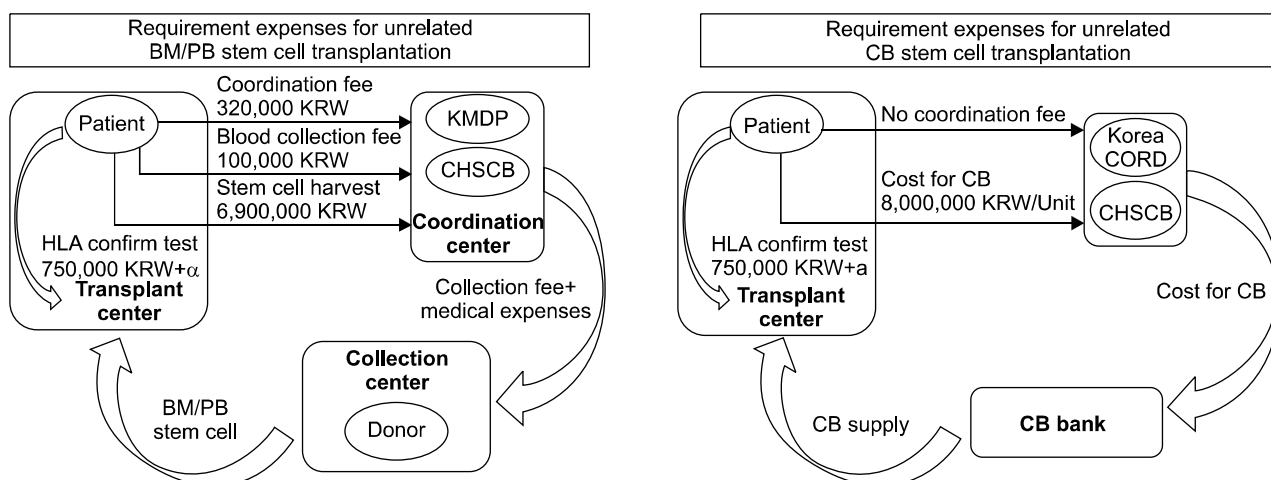 Requirement expenses for unrelated
BM/PB stem cell transplantation
Coordination fee
320,000 KRW
Patient
KMDP
Blood collection fee
100,000 KRW
CHSCB
Stem cell harvest
6,900,000 KRW
Coordination
center
HLA confirm test
750,000 KRW+α
Transplant
center
Collection fee+
medical expenses
Collection
center
Donor
BM/PB
stem cell
Requirement expenses for unrelated
CB stem cell transplantation
Patient
No coordination fee
Korea
CORD
Cost for CB
8,000,000 KRW/Unit
CHSCB
HLA confirm test
750,000 KRW+a
Transplant
center
Cost for CB
CB supply
CB bank